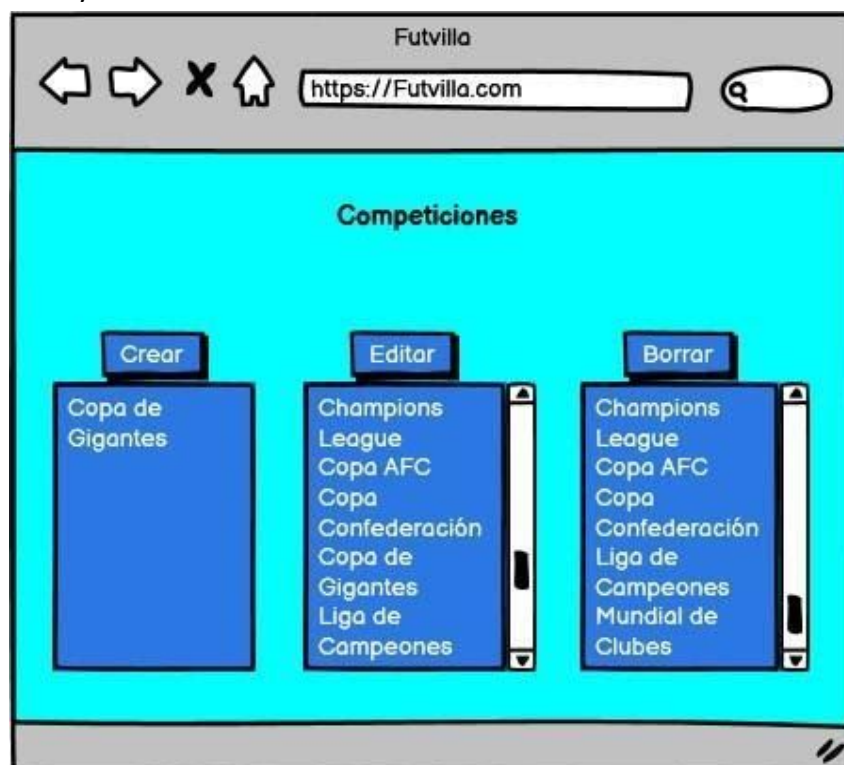 Futvilla
https://Futvilla.com
Competiciones
Crear
Copa de
Gigantes
Editar
Champions
League
Copa AFC
Copa
Confederación
Copa de
Gigantes
Liga de
Campeones
Borrar
Champions
League
Copa AFC
Copa
Confederación
Liga de
Campeones
Mundial de
Clubes